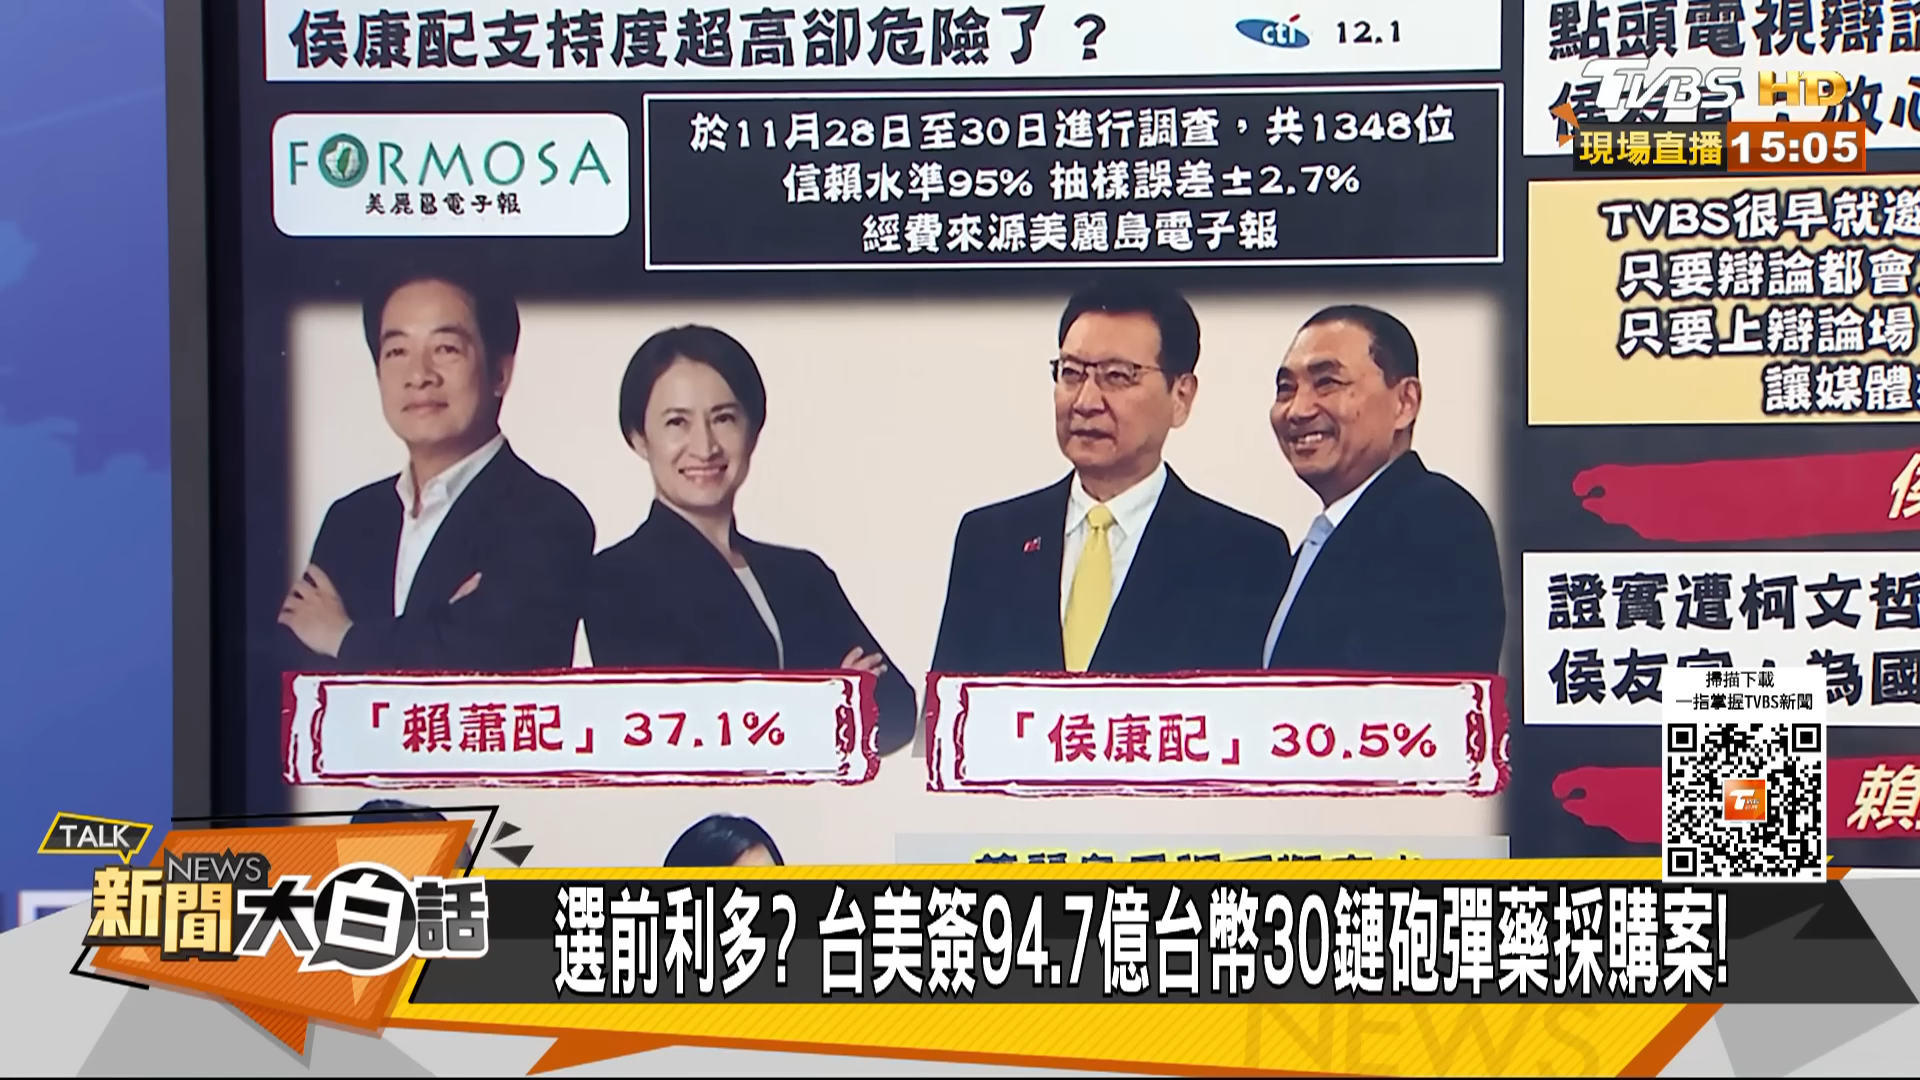 侯康配支持度超高卻危險了？
cti 12.1
FORMOSA
美麗島電子報
於11月28日至30日進行調查，共1348位
信賴水準95% 抽樣誤差±2.7%
經費來源美麗島電子報
「賴蕭配」37.1%
「侯康配」30.5%
點頭電視辯論
TVBS HD
現場直播 15:05
TVBS很早就邀
只要辯論都會
只要上辯論場
讓媒體
侯
證實遭柯文哲
侯友宜，為國
賴
掃描下載
一指掌握TVBS新聞
TALK
NEWS
新聞大白話
選前利多? 台美簽94.7億台幣30鏈砲彈藥採購案!
NEWS